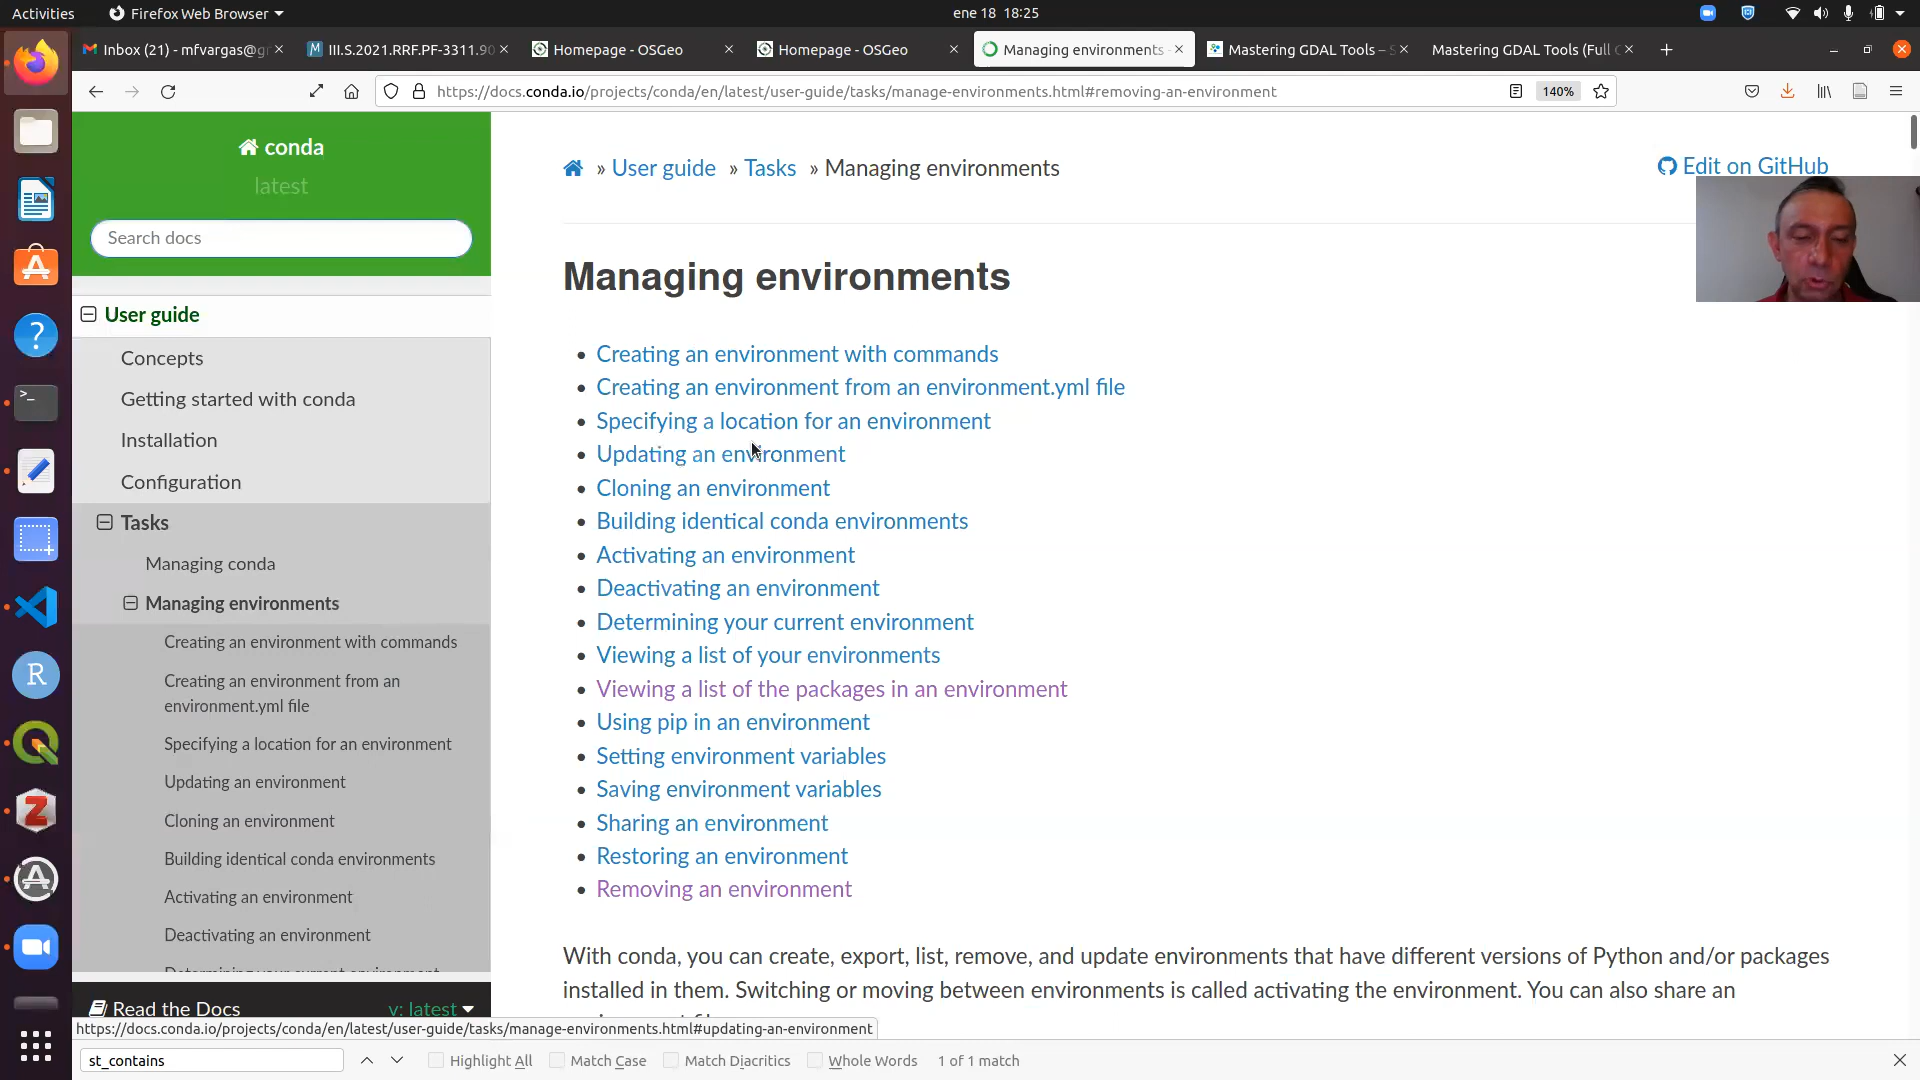 Activities
Firefox Web Browser
ene 18 18:25
Inbox (21) - mfvargas@gr
III.S.2021.RRF.PF-3311.90
Homepage - OSGeo
Homepage - OSGeo
Managing environments
Mastering GDAL Tools – S
Mastering GDAL Tools (Full C
https://docs.conda.io/projects/conda/en/latest/user-guide/tasks/manage-environments.html#removing-an-environment
140%
conda
latest
Search docs
User guide
Concepts
Getting started with conda
Installation
Configuration
Tasks
Managing conda
Managing environments
Creating an environment with commands
Creating an environment from an
environment.yml file
Specifying a location for an environment
Updating an environment
Cloning an environment
Building identical conda environments
Activating an environment
Deactivating an environment
Determining your current environment
Read the Docs
v: latest
» User guide » Tasks » Managing environments
Edit on GitHub
Managing environments
• Creating an environment with commands
• Creating an environment from an environment.yml file
• Specifying a location for an environment
• Updating an environment
• Cloning an environment
• Building identical conda environments
• Activating an environment
• Deactivating an environment
• Determining your current environment
• Viewing a list of your environments
• Viewing a list of the packages in an environment
• Using pip in an environment
• Setting environment variables
• Saving environment variables
• Sharing an environment
• Restoring an environment
• Removing an environment
With conda, you can create, export, list, remove, and update environments that have different versions of Python and/or packages
installed in them. Switching or moving between environments is called activating the environment. You can also share an
https://docs.conda.io/projects/conda/en/latest/user-guide/tasks/manage-environments.html#updating-an-environment
st_contains
Highlight All
Match Case
Match Diacritics
Whole Words
1 of 1 match